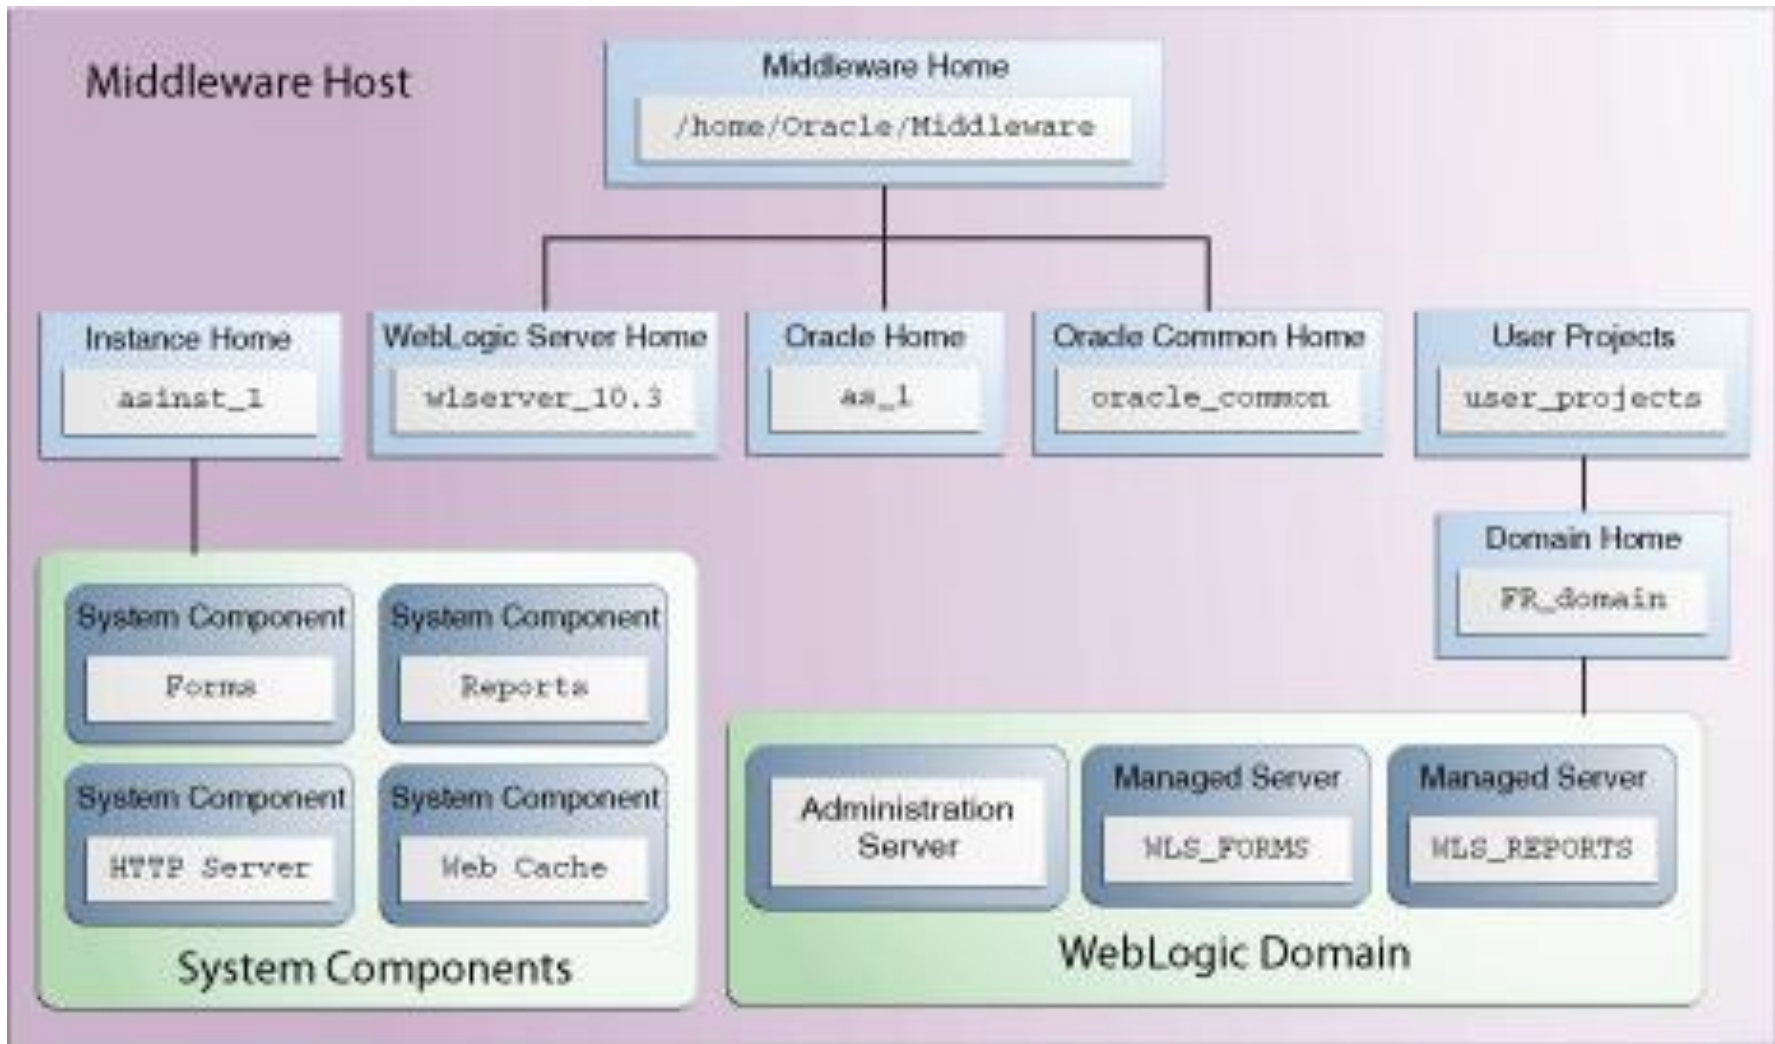 Middleware Host
Middleware Home
/home/Oracle/Middleware
Instance Home
asinst_1
WebLogic Server Home
wlserver_10.3
Oracle Home
as_1
Oracle Common Home
oracle_common
User Projects
user_projects
Domain Home
FR_domain
System Component
Forms
System Component
Reports
System Component
HTTP Server
System Component
Web Cache
System Components
Administration
Server
Managed Server
WLS_FORMS
Managed Server
WLS_REPORTS
WebLogic Domain